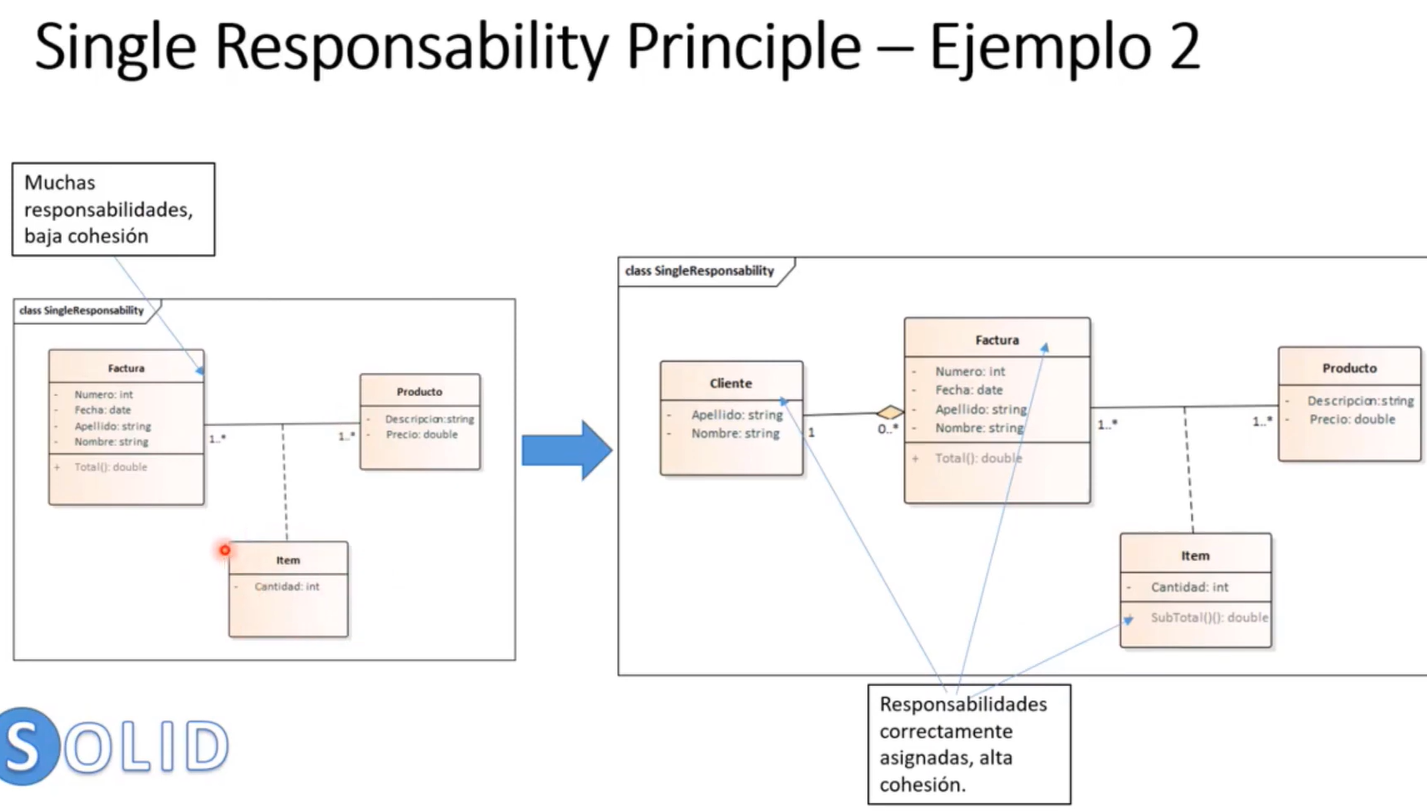 Single Responsability Principle – Ejemplo 2
Muchas
responsabilidades,
baja cohesión
class SingleResponsability
Factura
- Numero: int
- Fecha: date
- Apellido: string
- Nombre: string
+ Total(): double
1..*
1..*
Producto
- Descripcion:string
- Precio: double
Item
- Cantidad: int
class SingleResponsability
Cliente
- Apellido: string
- Nombre: string
1
0..*
Factura
- Numero: int
- Fecha: date
- Apellido: string
- Nombre: string
+ Total(): double
1..*
1..*
Producto
- Descripcion:string
- Precio: double
Item
- Cantidad: int
+ SubTotal()(): double
Responsabilidades
correctamente
asignadas, alta
cohesión.
SOLID